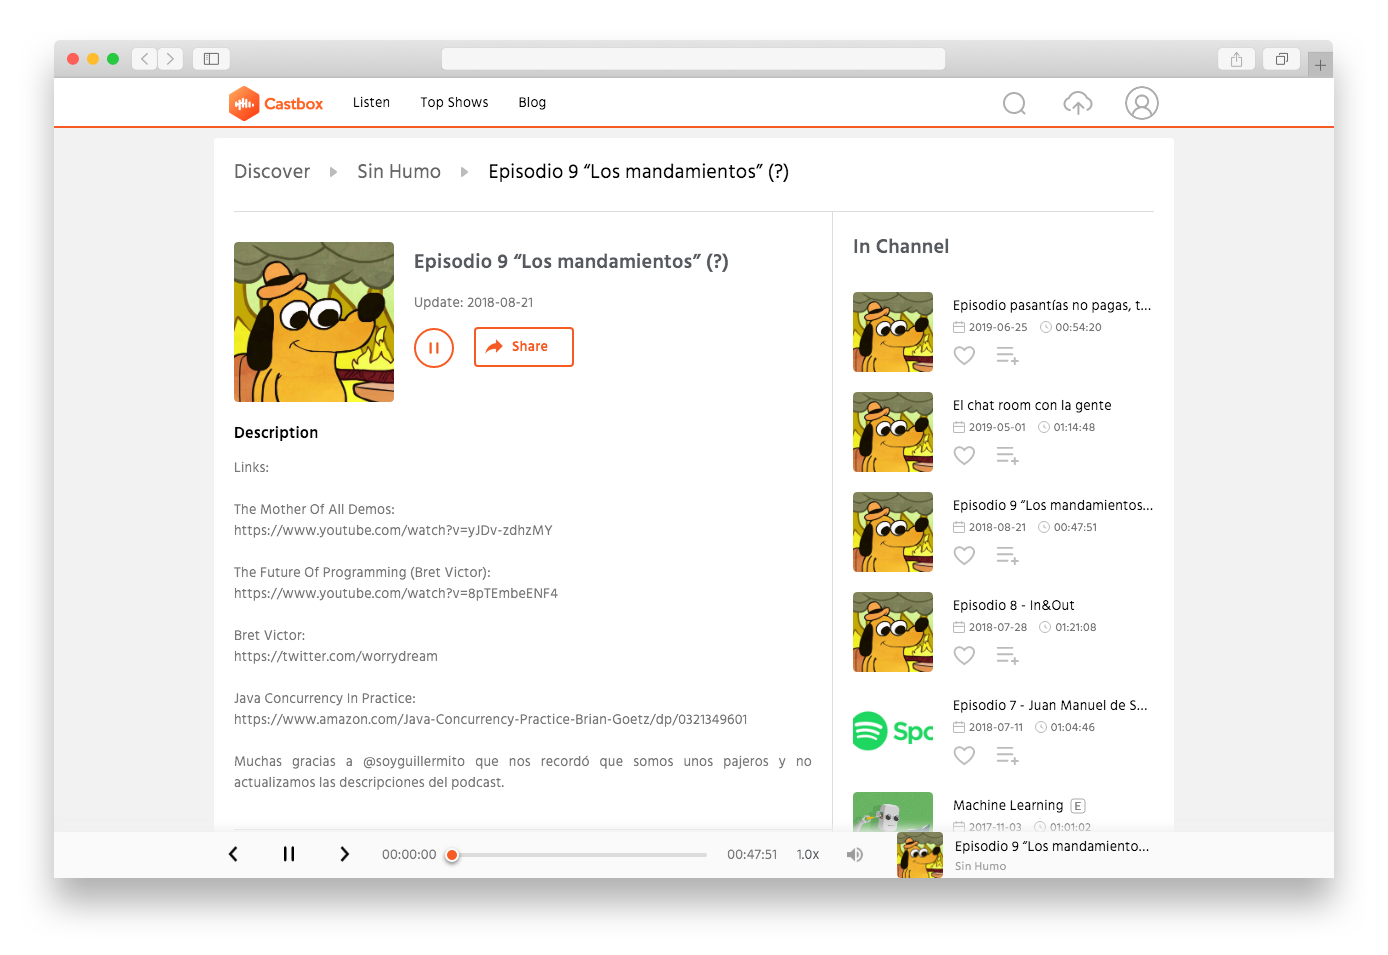 Castbox
Listen
Top Shows
Blog
Discover
Sin Humo
Episodio 9 “Los mandamientos” (?)
Episodio 9 “Los mandamientos” (?)
Update: 2018-08-21
Share
Description
Links:
The Mother Of All Demos:
https://www.youtube.com/watch?v=yJDv-zdhzMY
The Future Of Programming (Bret Victor):
https://www.youtube.com/watch?v=8pTEmbeENF4
Bret Victor:
https://twitter.com/worrydream
Java Concurrency In Practice:
https://www.amazon.com/Java-Concurrency-Practice-Brian-Goetz/dp/0321349601
Muchas gracias a @soyguillermito que nos recordó que somos unos pajeros y no
actualizamos las descripciones del podcast.
In Channel
Episodio pasantías no pagas, t...
2019-06-25 00:54:20
El chat room con la gente
2019-05-01 01:14:48
Episodio 9 “Los mandamientos...
2018-08-21 00:47:51
Episodio 8 - In&Out
2018-07-28 01:21:08
Spo
Episodio 7 - Juan Manuel de S...
2018-07-11 01:04:46
Machine Learning E
2017-11-03 01:01:02
00:00:00
00:47:51
1.0x
Episodio 9 “Los mandamiento...
Sin Humo